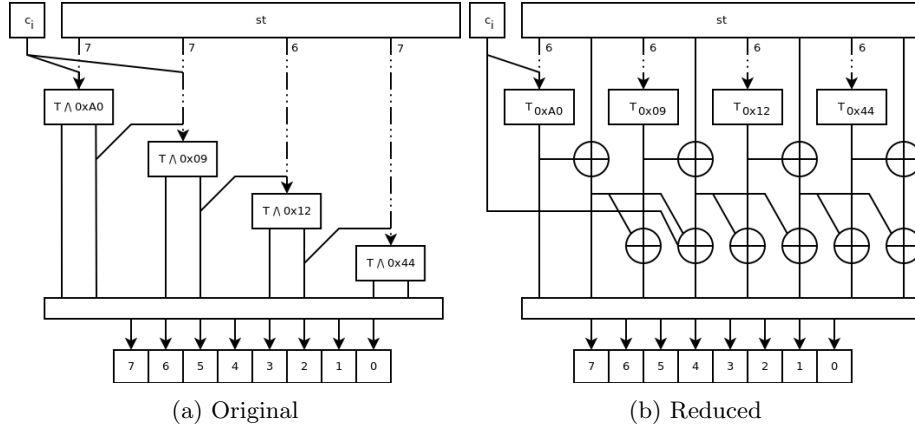 c_i st c_i st
7 7 6 7 6 6 6 6
T ∧ 0xA0 T_0xA0 T_0x09 T_0x12 T_0x44
T ∧ 0x09
T ∧ 0x12
T ∧ 0x44
7 6 5 4 3 2 1 0 7 6 5 4 3 2 1 0
(a) Original (b) Reduced